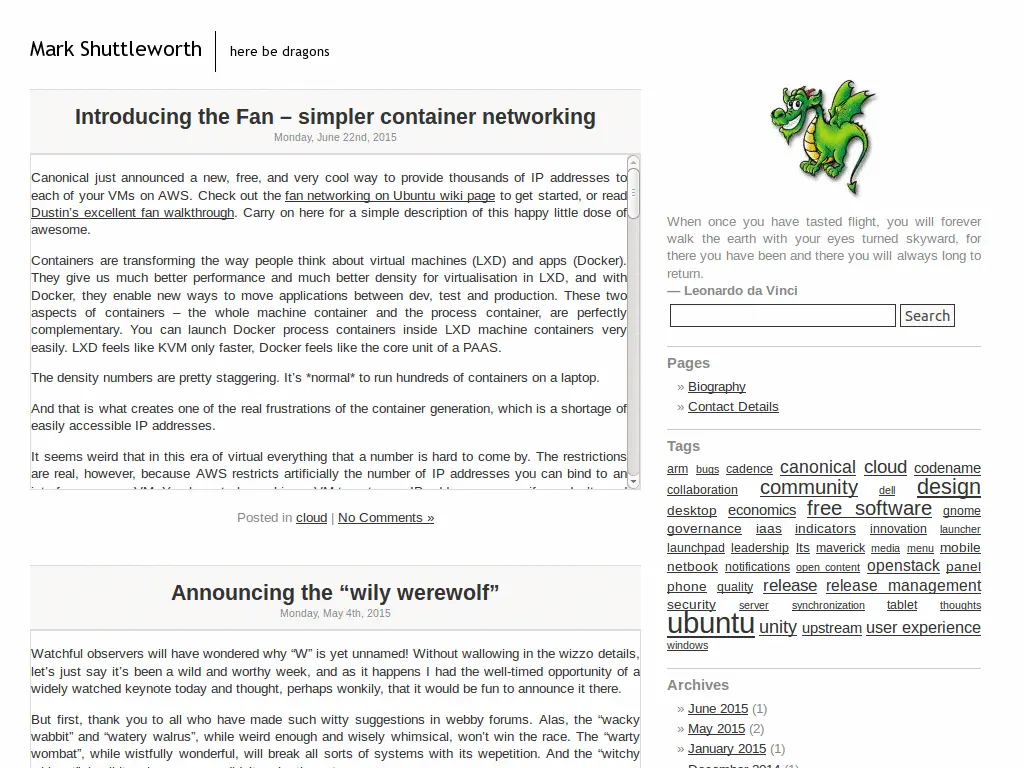 Mark Shuttleworth
here be dragons
Introducing the Fan – simpler container networking
Monday, June 22nd, 2015
Canonical just announced a new, free, and very cool way to provide thousands of IP addresses to
each of your VMs on AWS. Check out the fan networking on Ubuntu wiki page to get started, or read
Dustin’s excellent fan walkthrough. Carry on here for a simple description of this happy little dose of
awesome.
Containers are transforming the way people think about virtual machines (LXD) and apps (Docker).
They give us much better performance and much better density for virtualisation in LXD, and with
Docker, they enable new ways to move applications between dev, test and production. These two
aspects of containers – the whole machine container and the process container, are perfectly
complementary. You can launch Docker process containers inside LXD machine containers very
easily. LXD feels like KVM only faster, Docker feels like the core unit of a PAAS.
The density numbers are pretty staggering. It’s *normal* to run hundreds of containers on a laptop.
And that is what creates one of the real frustrations of the container generation, which is a shortage of
easily accessible IP addresses.
It seems weird that in this era of virtual everything that a number is hard to come by. The restrictions
are real, however, because AWS restricts artificially the number of IP addresses you can bind to an
Posted in cloud | No Comments »
Announcing the “wily werewolf”
Monday, May 4th, 2015
Watchful observers will have wondered why “W” is yet unnamed! Without wallowing in the wizzo details,
let’s just say it’s been a wild and worthy week, and as it happens I had the well-timed opportunity of a
widely watched keynote today and thought, perhaps wonkily, that it would be fun to announce it there.
But first, thank you to all who have made such witty suggestions in webby forums. Alas, the “wacky
wabbit” and “watery walrus”, while weird enough and wisely whimsical, won’t win the race. The “warty
wombat”, while wistfully wonderful, will break all sorts of systems with its wepetition. And the “witchy
When once you have tasted flight, you will forever
walk the earth with your eyes turned skyward, for
there you have been and there you will always long to
return.
— Leonardo da Vinci
Search
Pages
» Biography
» Contact Details
Tags
arm bugs cadence canonical cloud codename
collaboration community dell design
desktop economics free software gnome
governance iaas indicators innovation launcher
launchpad leadership lts maverick media menu mobile
netbook notifications open content openstack panel
phone quality release release management
security server synchronization tablet thoughts
ubuntu unity upstream user experience
windows
Archives
» June 2015 (1)
» May 2015 (2)
» January 2015 (1)
» December 2014 (1)